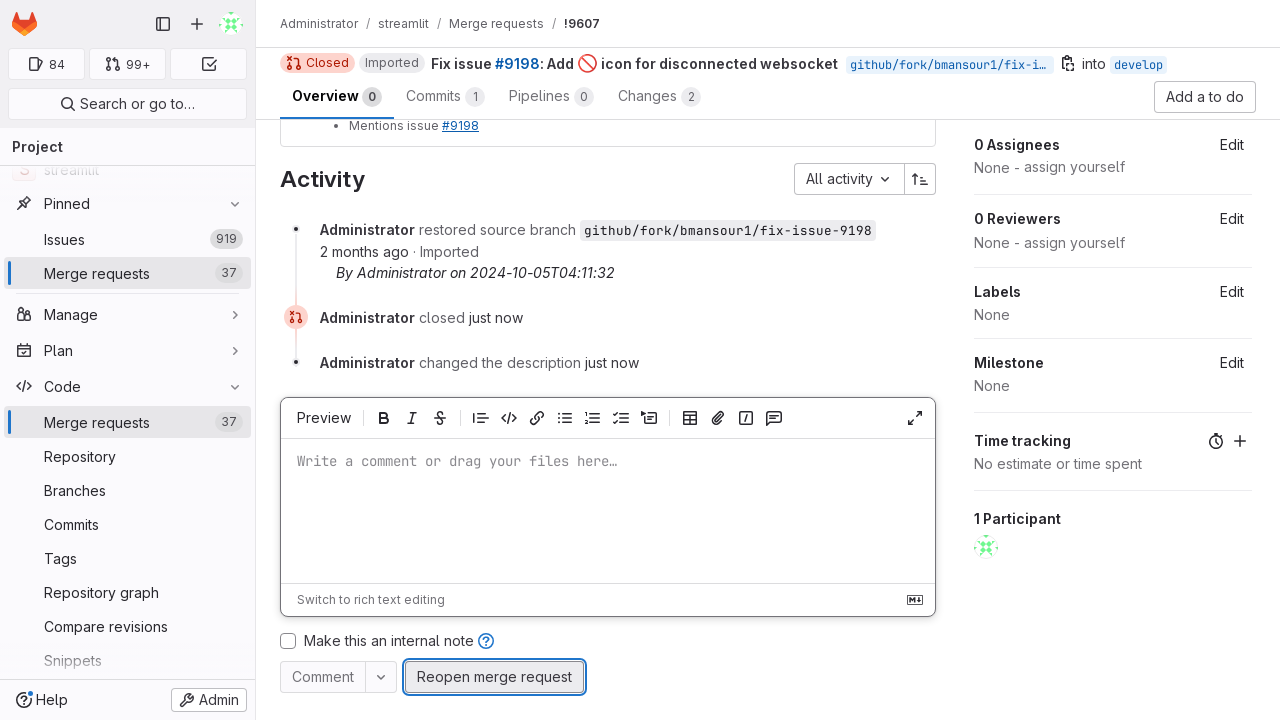 84
99+
Search or go to…
Project
S streamlit
Pinned
Issues 919
Merge requests 37
Manage
Plan
Code
Merge requests 37
Repository
Branches
Commits
Tags
Repository graph
Compare revisions
Snippets
Help
Admin
Administrator / streamlit / Merge requests / !9607
Closed Imported Fix issue #9198: Add 🚫 icon for disconnected websocket github/fork/bmansour1/fix-i… into develop
Overview 0 Commits 1 Pipelines 0 Changes 2
Add a to do
Mentions issue #9198
Activity
All activity
Administrator restored source branch github/fork/bmansour1/fix-issue-9198
2 months ago · Imported
By Administrator on 2024-10-05T04:11:32
Administrator closed just now
Administrator changed the description just now
Preview
Write a comment or drag your files here…
Switch to rich text editing
Make this an internal note
Comment
Reopen merge request
0 Assignees Edit
None - assign yourself
0 Reviewers Edit
None - assign yourself
Labels Edit
None
Milestone Edit
None
Time tracking
No estimate or time spent
1 Participant